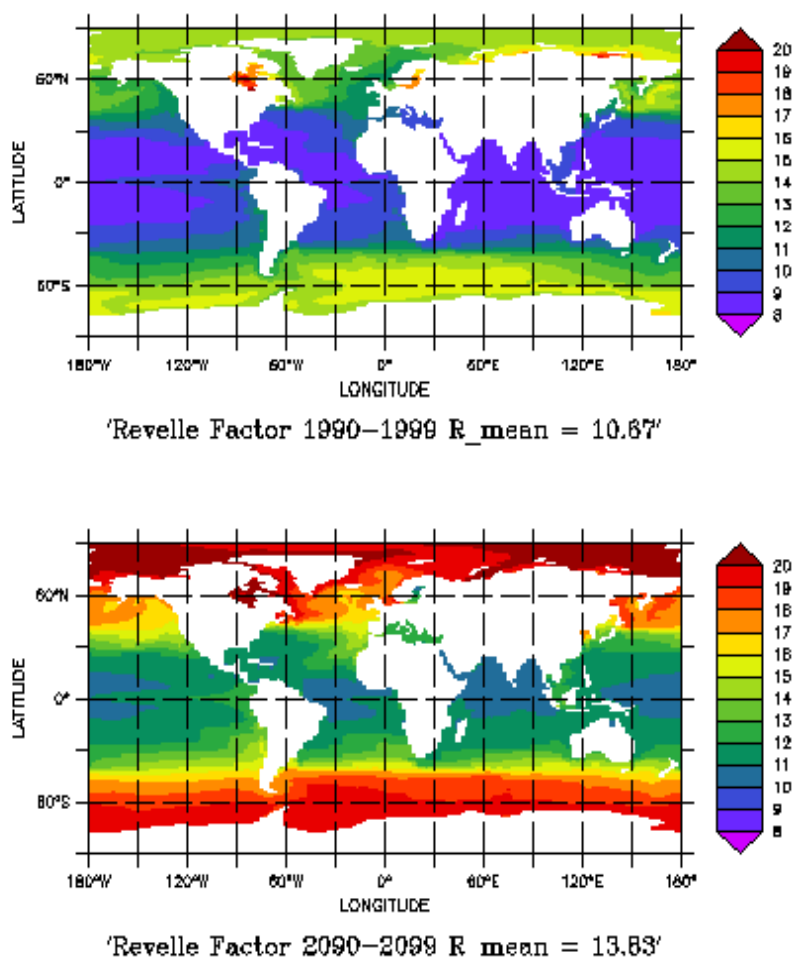 20
19
18
17
16
15
14
13
12
11
10
9
8
LATITUDE
60°N
0°
60°S
180°W 120°W 60°W 0° 60°E 120°E 180°
LONGITUDE
'Revelle Factor 1990−1999 R_mean = 10.67'
20
19
18
17
16
15
14
13
12
11
10
9
8
LATITUDE
60°N
0°
60°S
180°W 120°W 60°W 0° 60°E 120°E 180°
LONGITUDE
'Revelle Factor 2090−2099 R mean = 13.83'